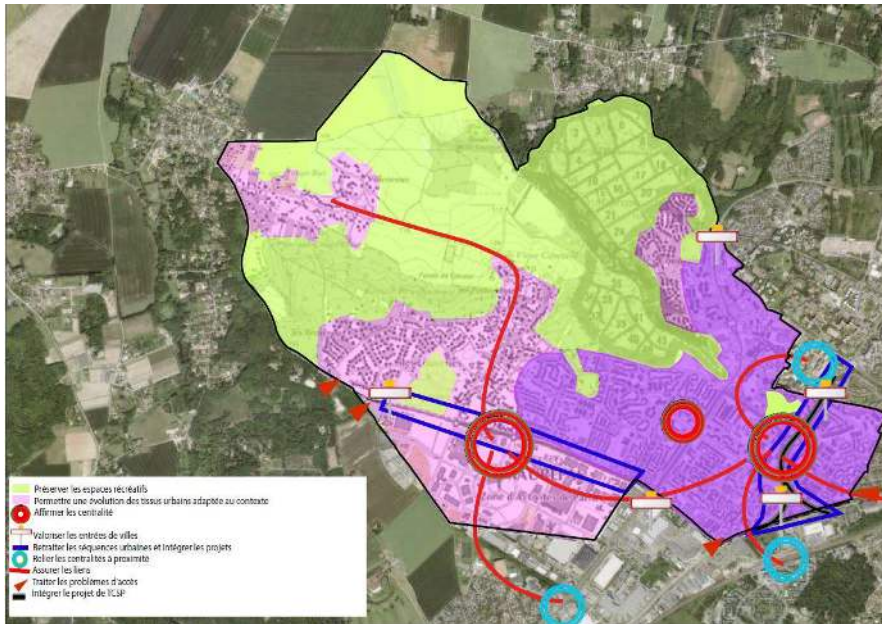 Préserver les espaces récréatifs
Permettre une évolution des tissus urbains adaptée au contexte
Affirmer les centralité
Valoriser les entrées de villes
Retraiter les séquences urbaines et intégrer les projets
Relier les centralités à proximité
Assurer les liens
Traiter les problèmes d'accès
Intégrer le projet de TCSP